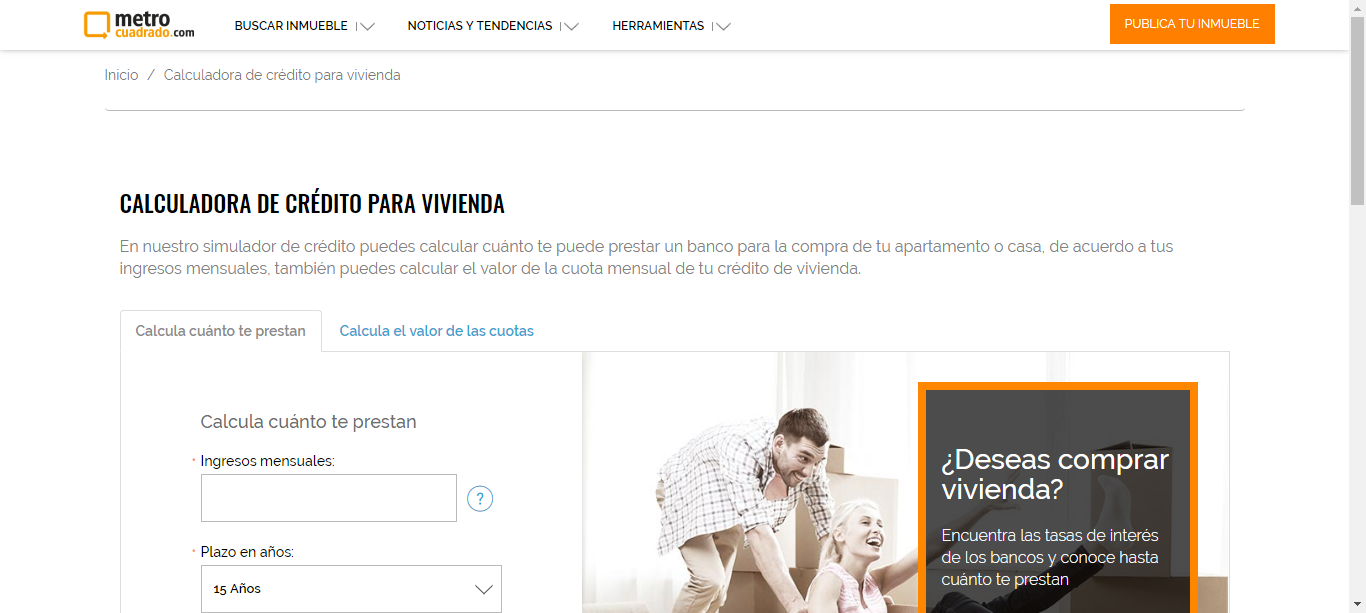 metro
cuadrado.com
BUSCAR INMUEBLE
NOTICIAS Y TENDENCIAS
HERRAMIENTAS
PUBLICA TU INMUEBLE
Inicio / Calculadora de crédito para vivienda
CALCULADORA DE CRÉDITO PARA VIVIENDA
En nuestro simulador de crédito puedes calcular cuánto te puede prestar un banco para la compra de tu apartamento o casa, de acuerdo a tus
ingresos mensuales, también puedes calcular el valor de la cuota mensual de tu crédito de vivienda.
Calcula cuánto te prestan
Calcula el valor de las cuotas
Calcula cuánto te prestan
* Ingresos mensuales:
?
* Plazo en años:
15 Años
¿Deseas comprar
vivienda?
Encuentra las tasas de interés
de los bancos y conoce hasta
cuánto te prestan